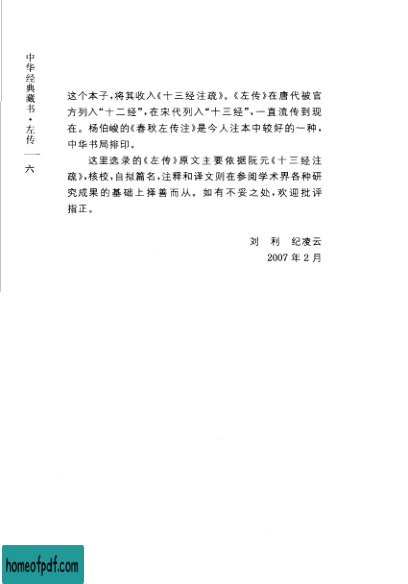 中华经典藏书·左传
六
这个本子,将其收入《十三经注疏》。《左传》在唐代被官
方列入“十二经”,在宋代列入“十三经”,一直流传到现
在。杨伯峻的《春秋左传注》是今人注本中较好的一种,
中华书局排印。
这里选录的《左传》原文主要依据阮元《十三经注
疏》,核校,自拟篇名,注释和译文则在参阅学术界各种研
究成果的基础上择善而从。如有不妥之处,欢迎批评
指正。
刘 利 纪凌云
2007年2月
homeofpdf.com